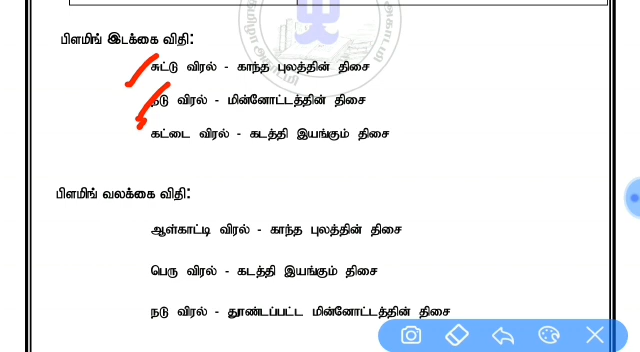 பிளமிங் இடக்கை விதி:
சுட்டு விரல் - காந்த புலத்தின் திசை
நடு விரல் - மின்னோட்டத்தின் திசை
கட்டை விரல் - கடத்தி இயங்கும் திசை
பிளமிங் வலக்கை விதி:
ஆள்காட்டி விரல் - காந்த புலத்தின் திசை
பெரு விரல் - கடத்தி இயங்கும் திசை
நடு விரல் - தூண்டப்பட்ட மின்னோட்டத்தின் திசை